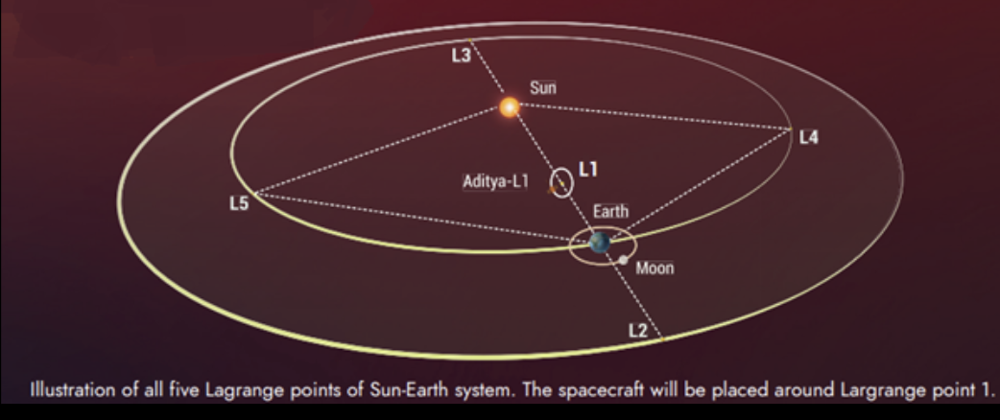 L3
Sun
L4
L1
Aditya-L1
L5
Earth
Moon
L2
Illustration of all five Lagrange points of Sun-Earth system. The spacecraft will be placed around Largrange point 1.